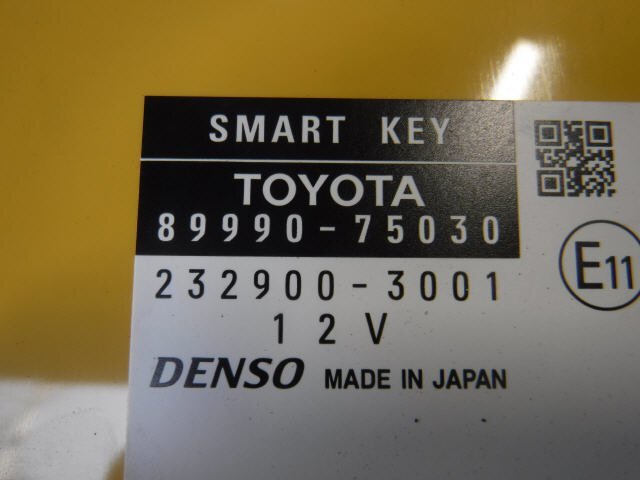 SMART KEY
TOYOTA
89990-75030
232900-3001
12V
DENSO MADE IN JAPAN
E11